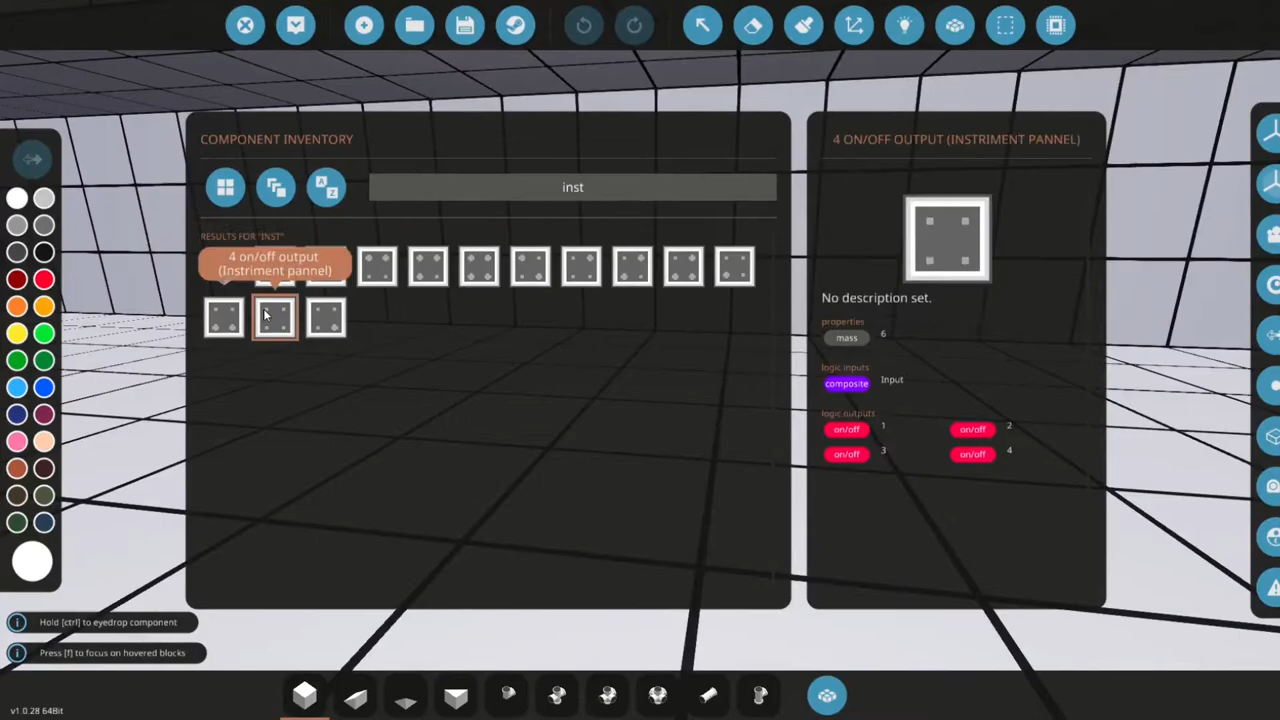 COMPONENT INVENTORY
A
Z
inst
RESULTS FOR "INST"
4 on/off output
(Instriment pannel)
4 ON/OFF OUTPUT (INSTRIMENT PANNEL)
No description set.
properties
mass 6
logic inputs
composite Input
logic outputs
on/off 1 on/off 2
on/off 3 on/off 4
Hold [ctrl] to eyedrop component
Press [f] to focus on hovered blocks
v1.0.28 64Bit